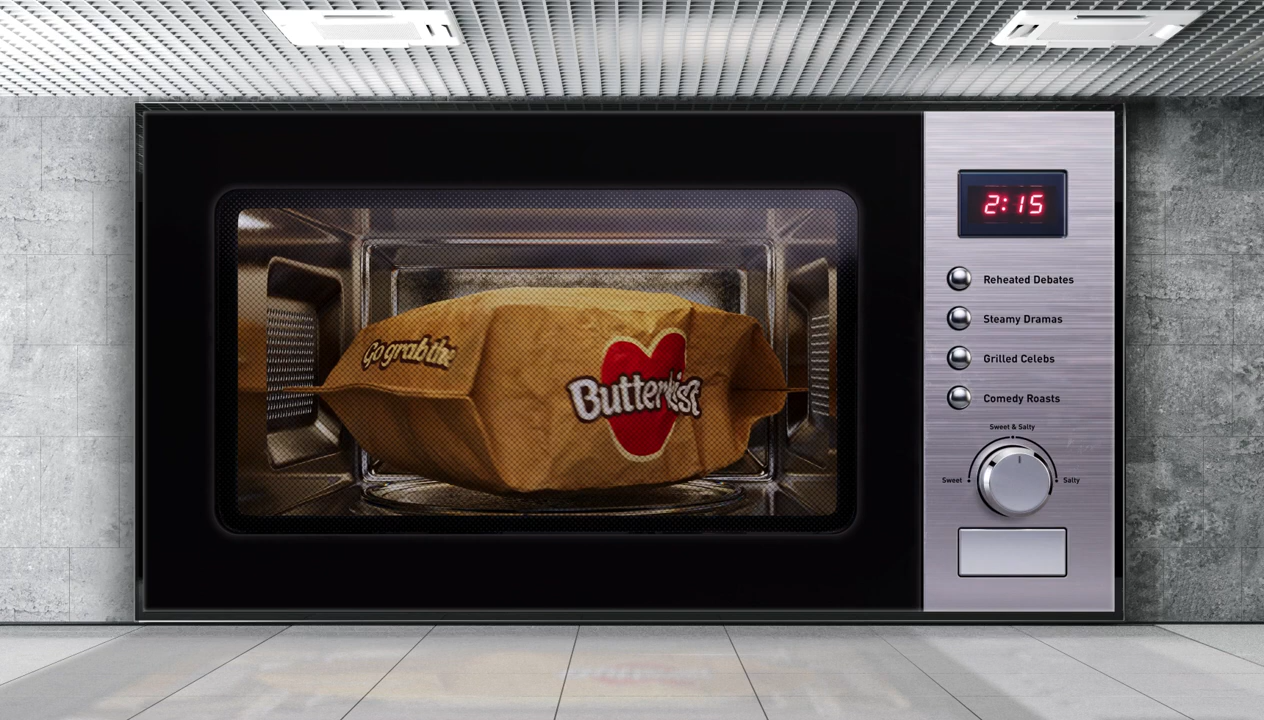 2:15
Reheated Debates
Steamy Dramas
Grilled Celebs
Comedy Roasts
Sweet & Salty
Sweet
Salty
Go grab the
Butterkist